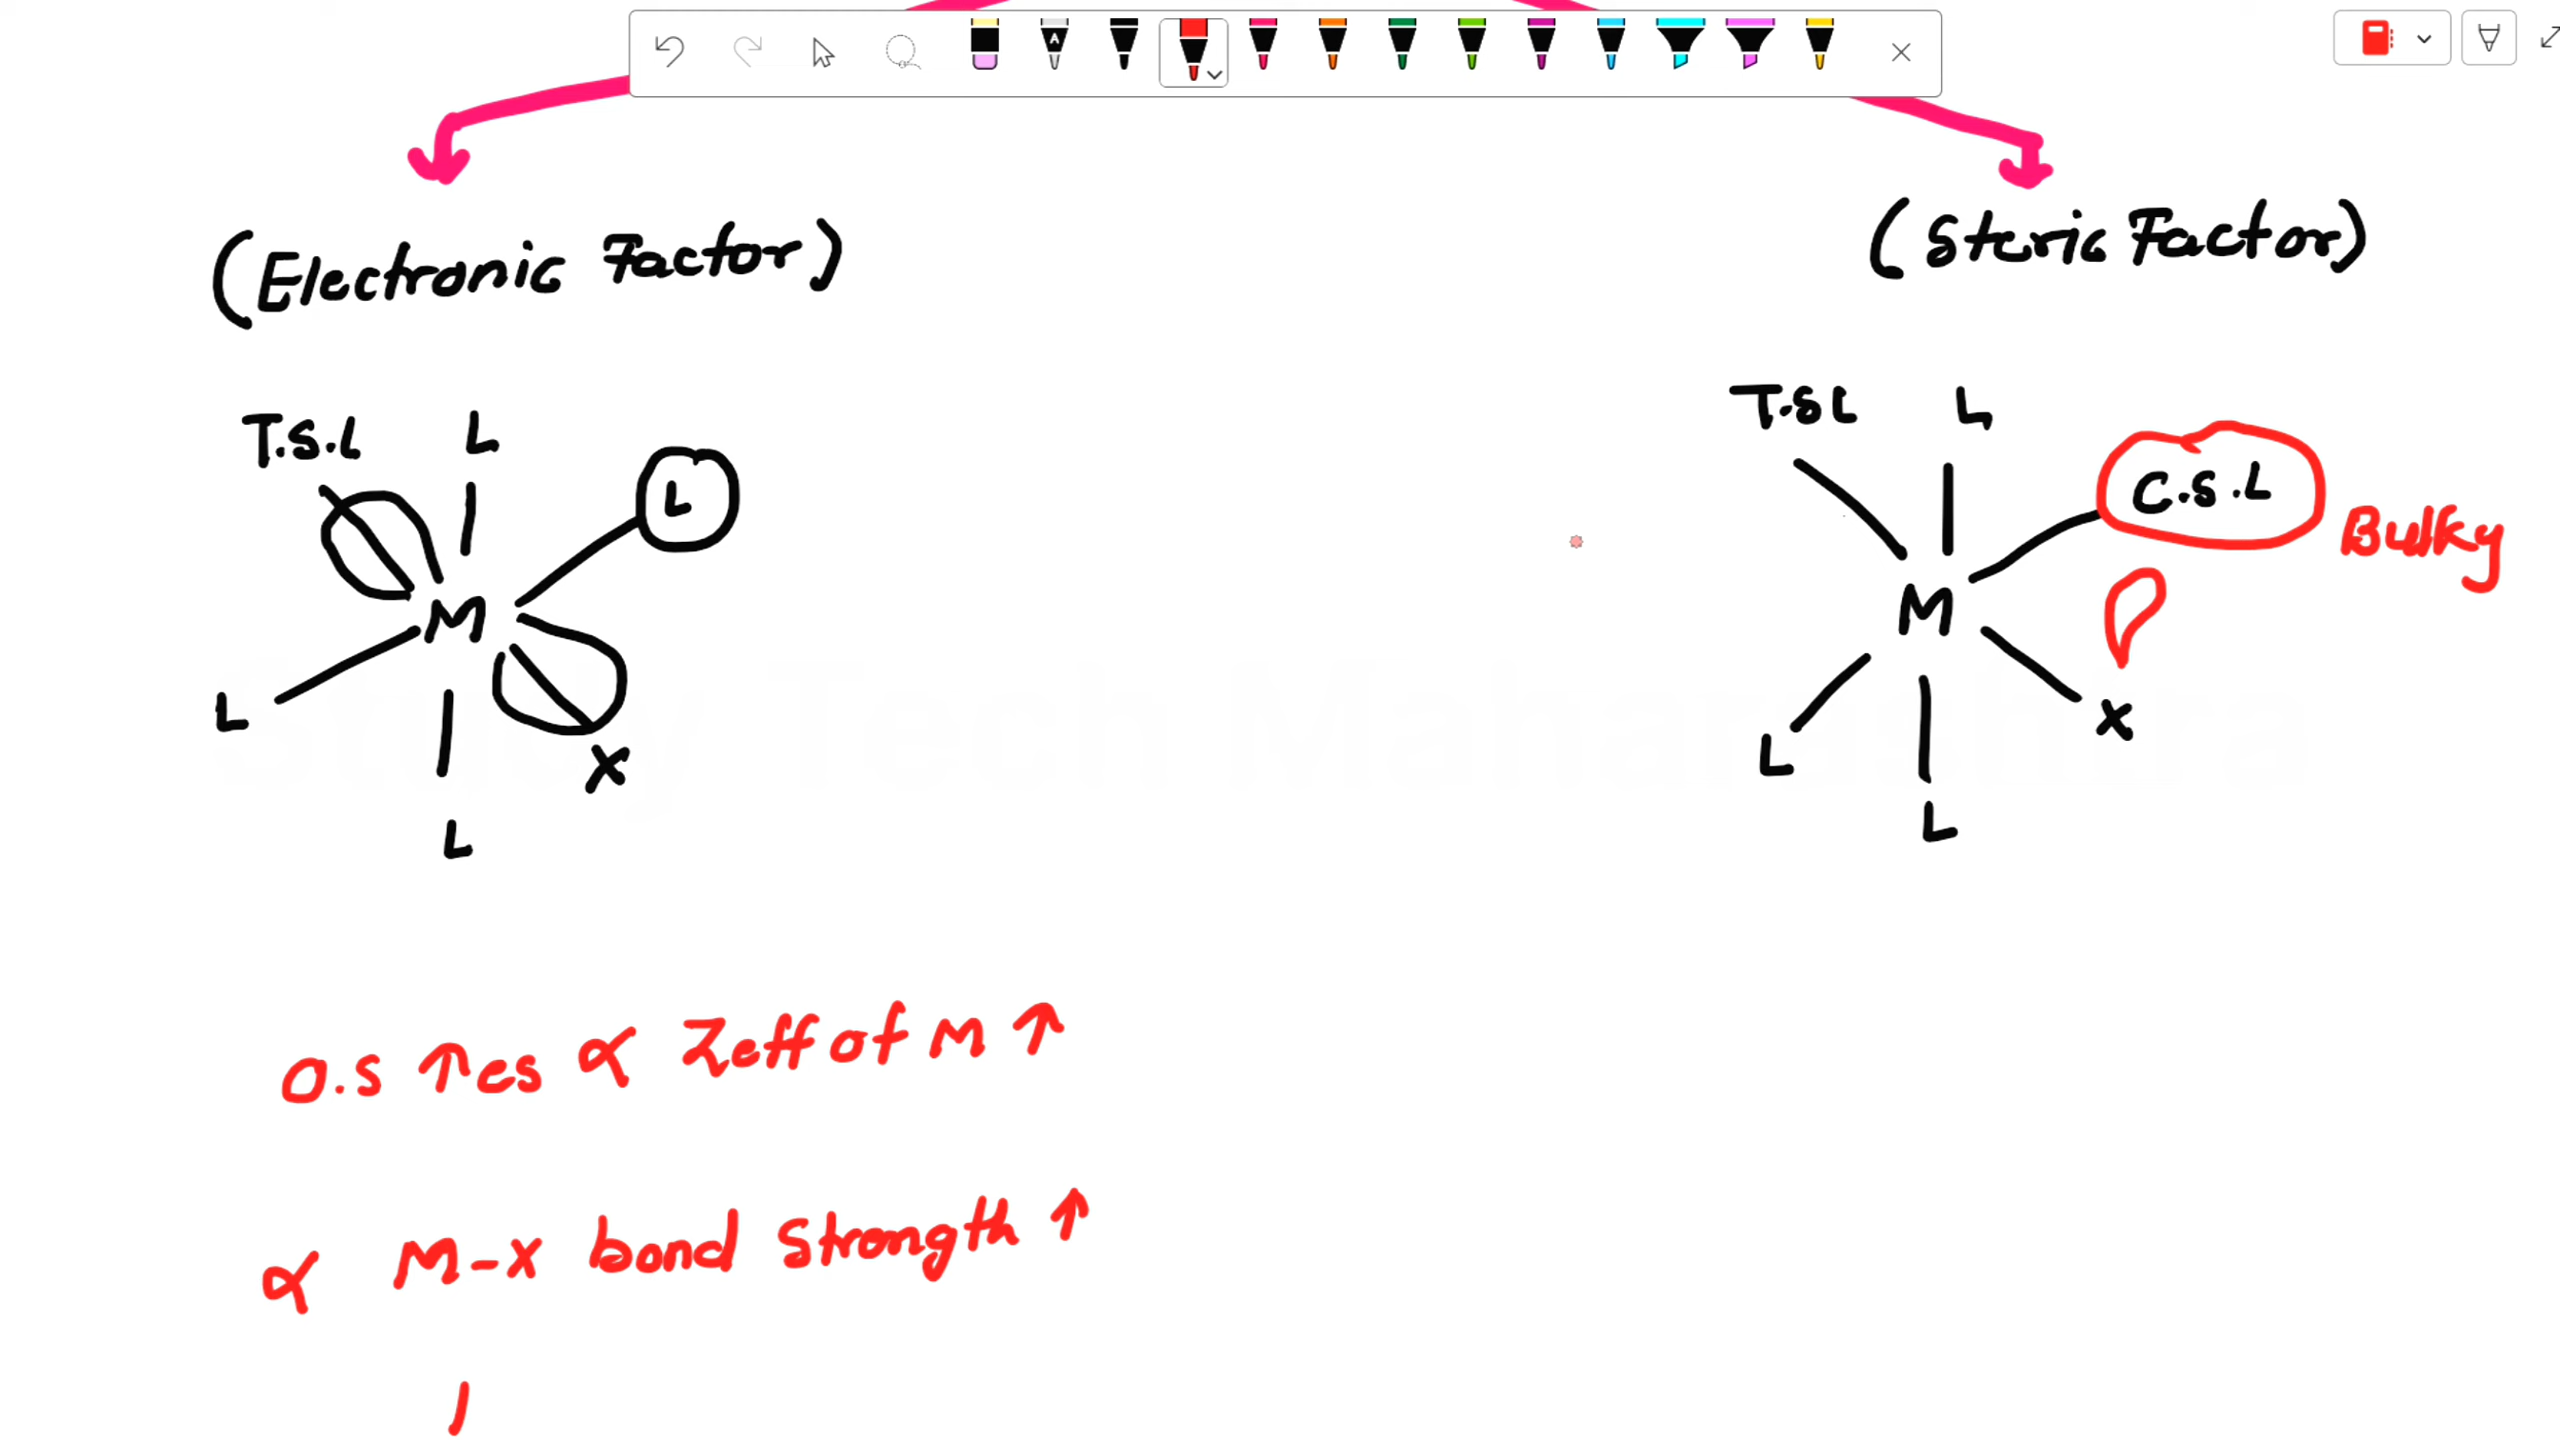 (Electronic Factor)
(Steric Factor)
T.S.L L
L
M
L
X
L
T.S L L
C.S.L
Bulky
M
X
L
L
O.S ↑es ∝ Zeff of M ↑
∝ M-X bond Strength ↑